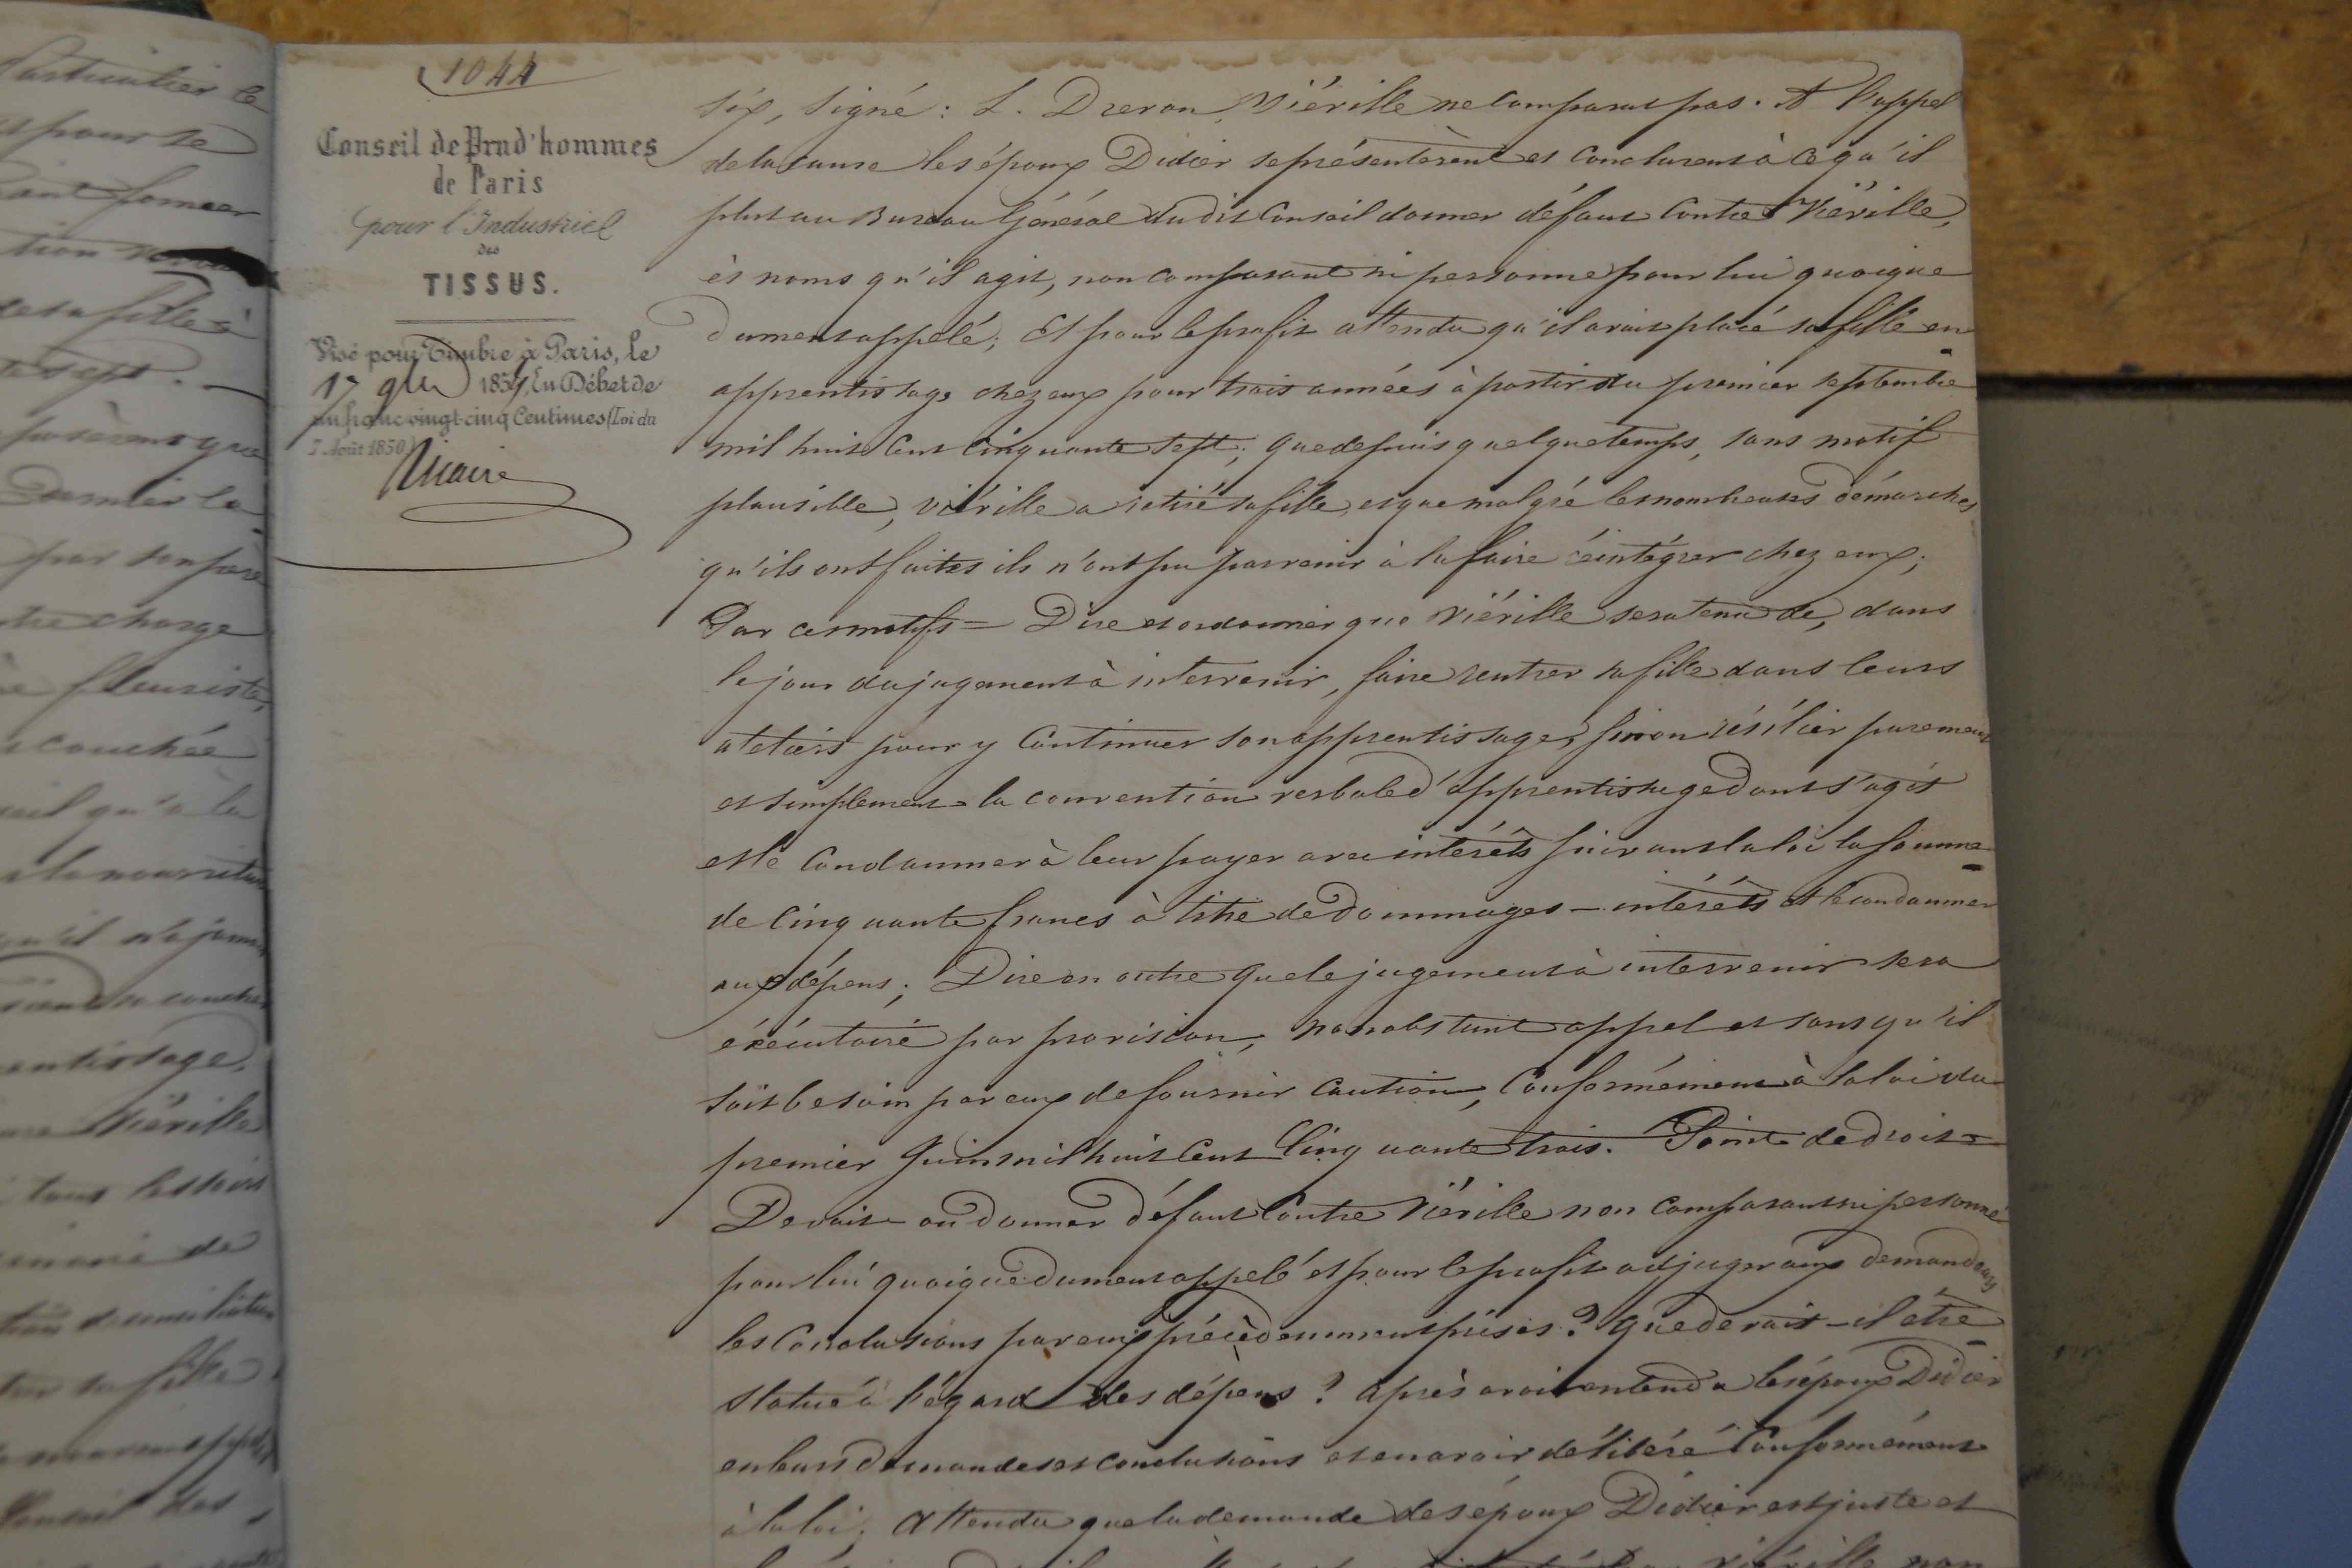 1044
Conseil de Prud'hommes
de Paris
pour l'Industriel
des
TISSUS.
Visé pour Timbre à Paris, le
17 9bre 1857, En Débet de
un franc vingt-cinq Centimes (Loi du
7 Août 1850)
six, signé: L. Dreron, Viéville ne comparut pas. A l'appel
de la cause les époux Didier se présentèrent et conclurent à ce qu'il
plut au Bureau Général dudit Conseil donner défaut contre Viéville,
ès noms qu'il agit, non comparant ni personne pour lui quoique
dument appelé; Et pour le profit attendu qu'il avait placé sa fille en
apprentissage chez eux pour trois années à partir du premier septembre
mil huit cent cinquante sept; que depuis quelque temps, sans motif
plausible, Viéville a retiré sa fille, et que malgré les nombreuses démarches
qu'ils ont faites ils n'ont pu parvenir à la faire réintégrer chez eux;
Par ces motifs = Dire et ordonner que Viéville sera tenu de, dans
le jour du jugement à intervenir, faire rentrer sa fille dans leurs
ateliers pour y continuer son apprentissage, sinon résilier purement
et simplement la convention verbale d'apprentissage dont s'agit
et le condamner à leur payer avec intérêts suivant la loi la somme
de cinquante francs à titre de dommages-intérêts et le condamner
aux dépens; Dire en outre que le jugement à intervenir sera
exécutoire par provision, nonobstant appel et sans qu'il
soit besoin par eux de fournir caution, conformément à la loi du
premier Juin mil huit cent cinquante trois. Point de droit =
Devait-on donner défaut contre Viéville non comparant ni personne
pour lui quoique dument appelé et pour le profit adjuger aux demandeurs
les conclusions par eux précédemment prises? Que devait-il être
statué à l'égard des dépens? après avoir entendu les époux Didier
en leurs demandes et conclusions et en avoir délibéré conformément
à la loi; Attendu que la demande des époux Didier est juste et